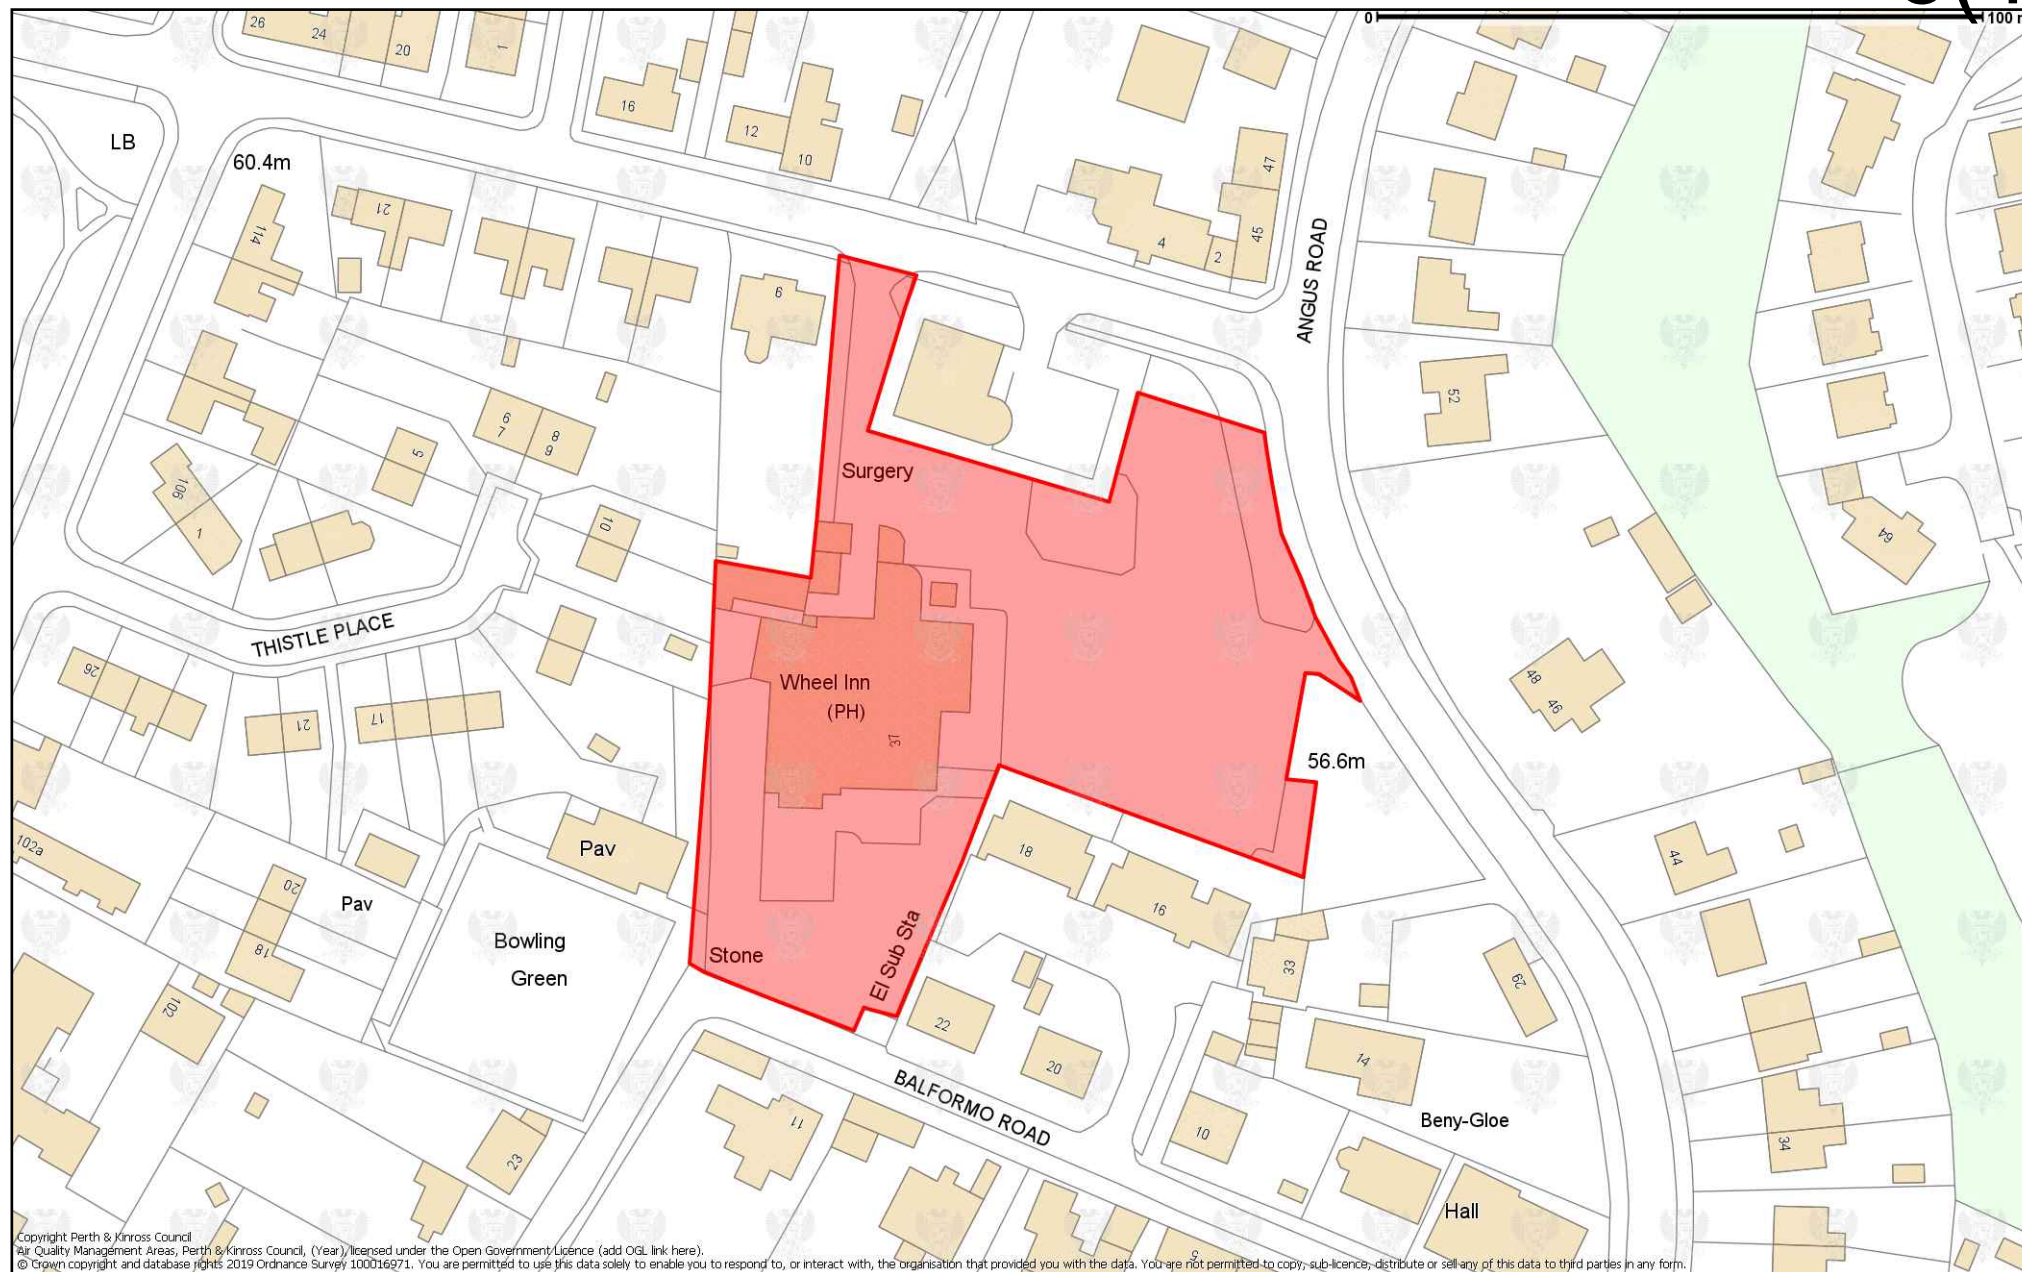 0
100 m
26
24
20
1
16
12
10
47
45
4
2
LB
60.4m
114
21
9
ANGUS ROAD
52
6
7
8
9
5
106
1
10
Surgery
64
THISTLE PLACE
26
21
17
Wheel Inn
(PH)
37
48
46
56.6m
102a
Pav
18
16
44
20
18
Pav
Bowling
Green
Stone
El Sub Sta
33
29
102
22
20
14
BALFORMO ROAD
11
10
Beny-Gloe
34
23
Hall
5
Copyright Perth & Kinross Council
Air Quality Management Areas, Perth & Kinross Council, (Year), licensed under the Open Government Licence (add OGL link here).
© Crown copyright and database rights 2019 Ordnance Survey 100016971. You are permitted to use this data solely to enable you to respond to, or interact with, the organisation that provided you with the data. You are not permitted to copy, sub-licence, distribute or sell any of this data to third parties in any form.